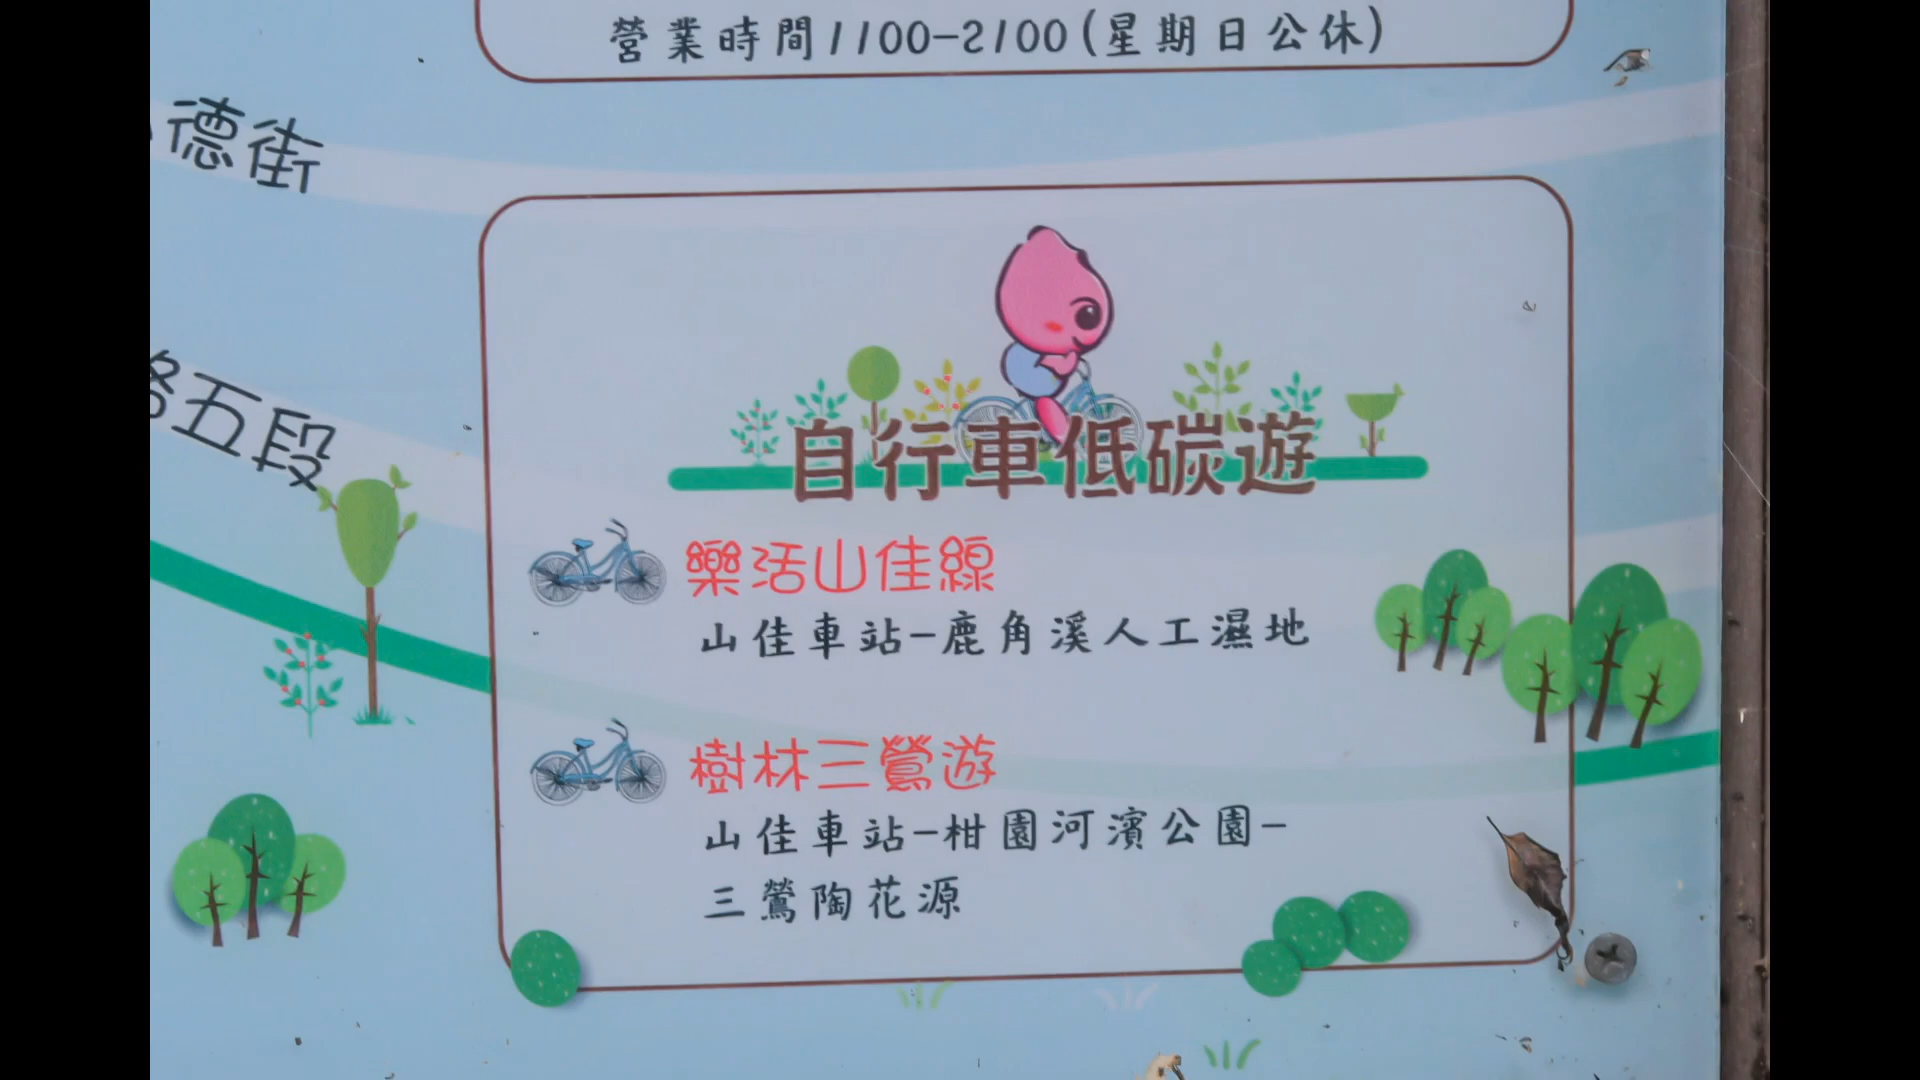 營業時間1100-2100(星期日公休)
德街
路五段
自行車低碳遊
樂活山佳線
山佳車站-鹿角溪人工濕地
樹林三鶯遊
山佳車站-柑園河濱公園-
三鶯陶花源